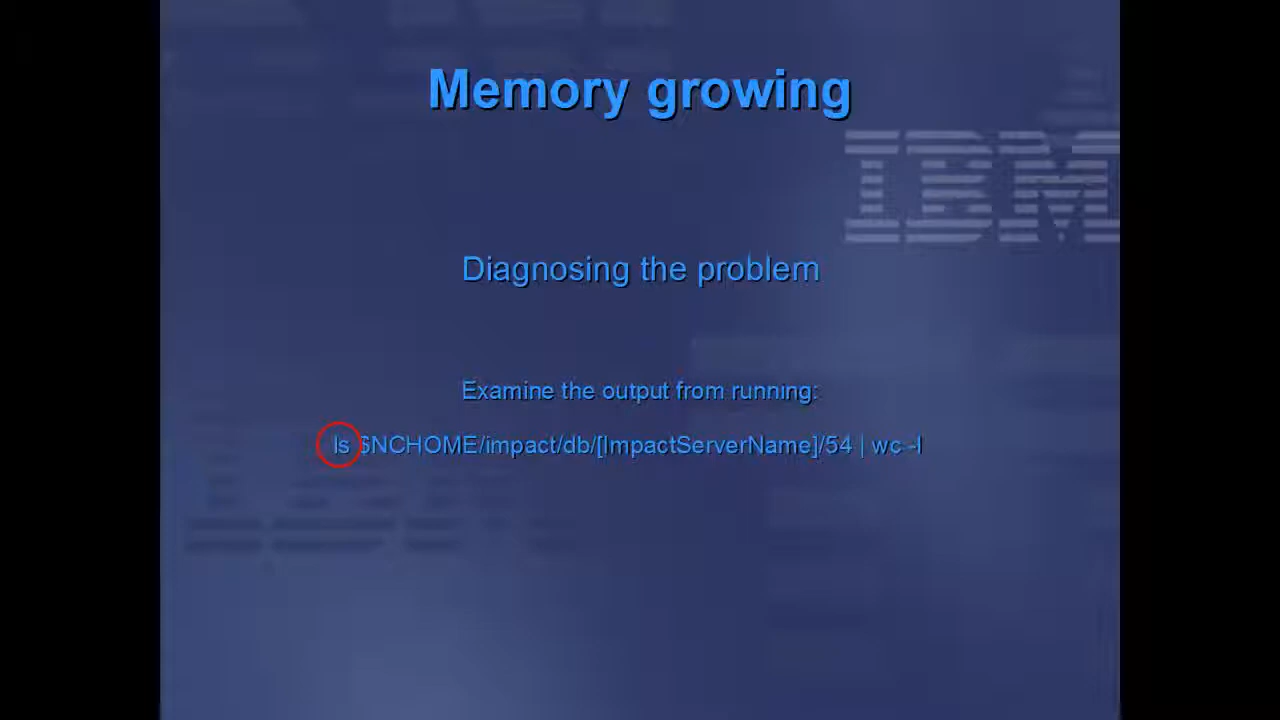 Memory growing
IBM
Diagnosing the problem
Examine the output from running:
ls $NCHOME/impact/db/[ImpactServerName]/54 | wc -l